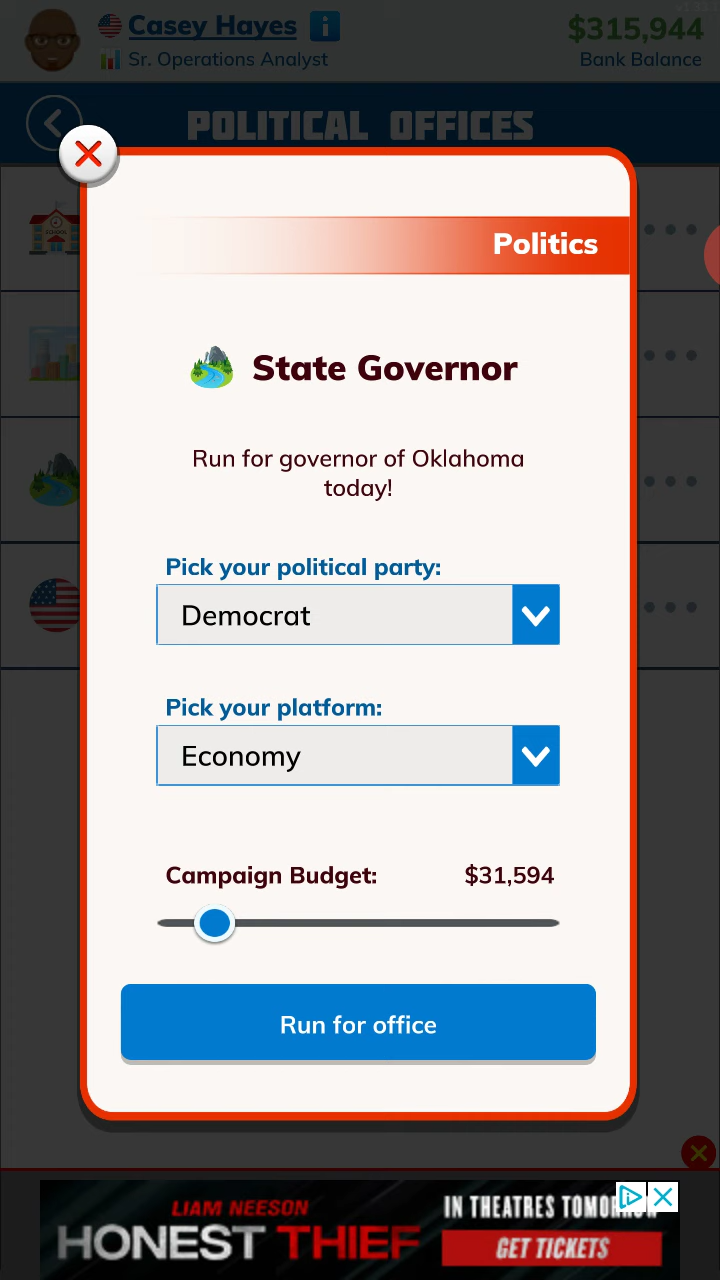 Casey Hayes
$315,944
Sr. Operations Analyst
Bank Balance
POLITICAL OFFICES
Politics
State Governor
Run for governor of Oklahoma
today!
Pick your political party:
Democrat
Pick your platform:
Economy
Campaign Budget: $31,594
Run for office
LIAM NEESON
HONEST THIEF
IN THEATRES TOMORROW
GET TICKETS